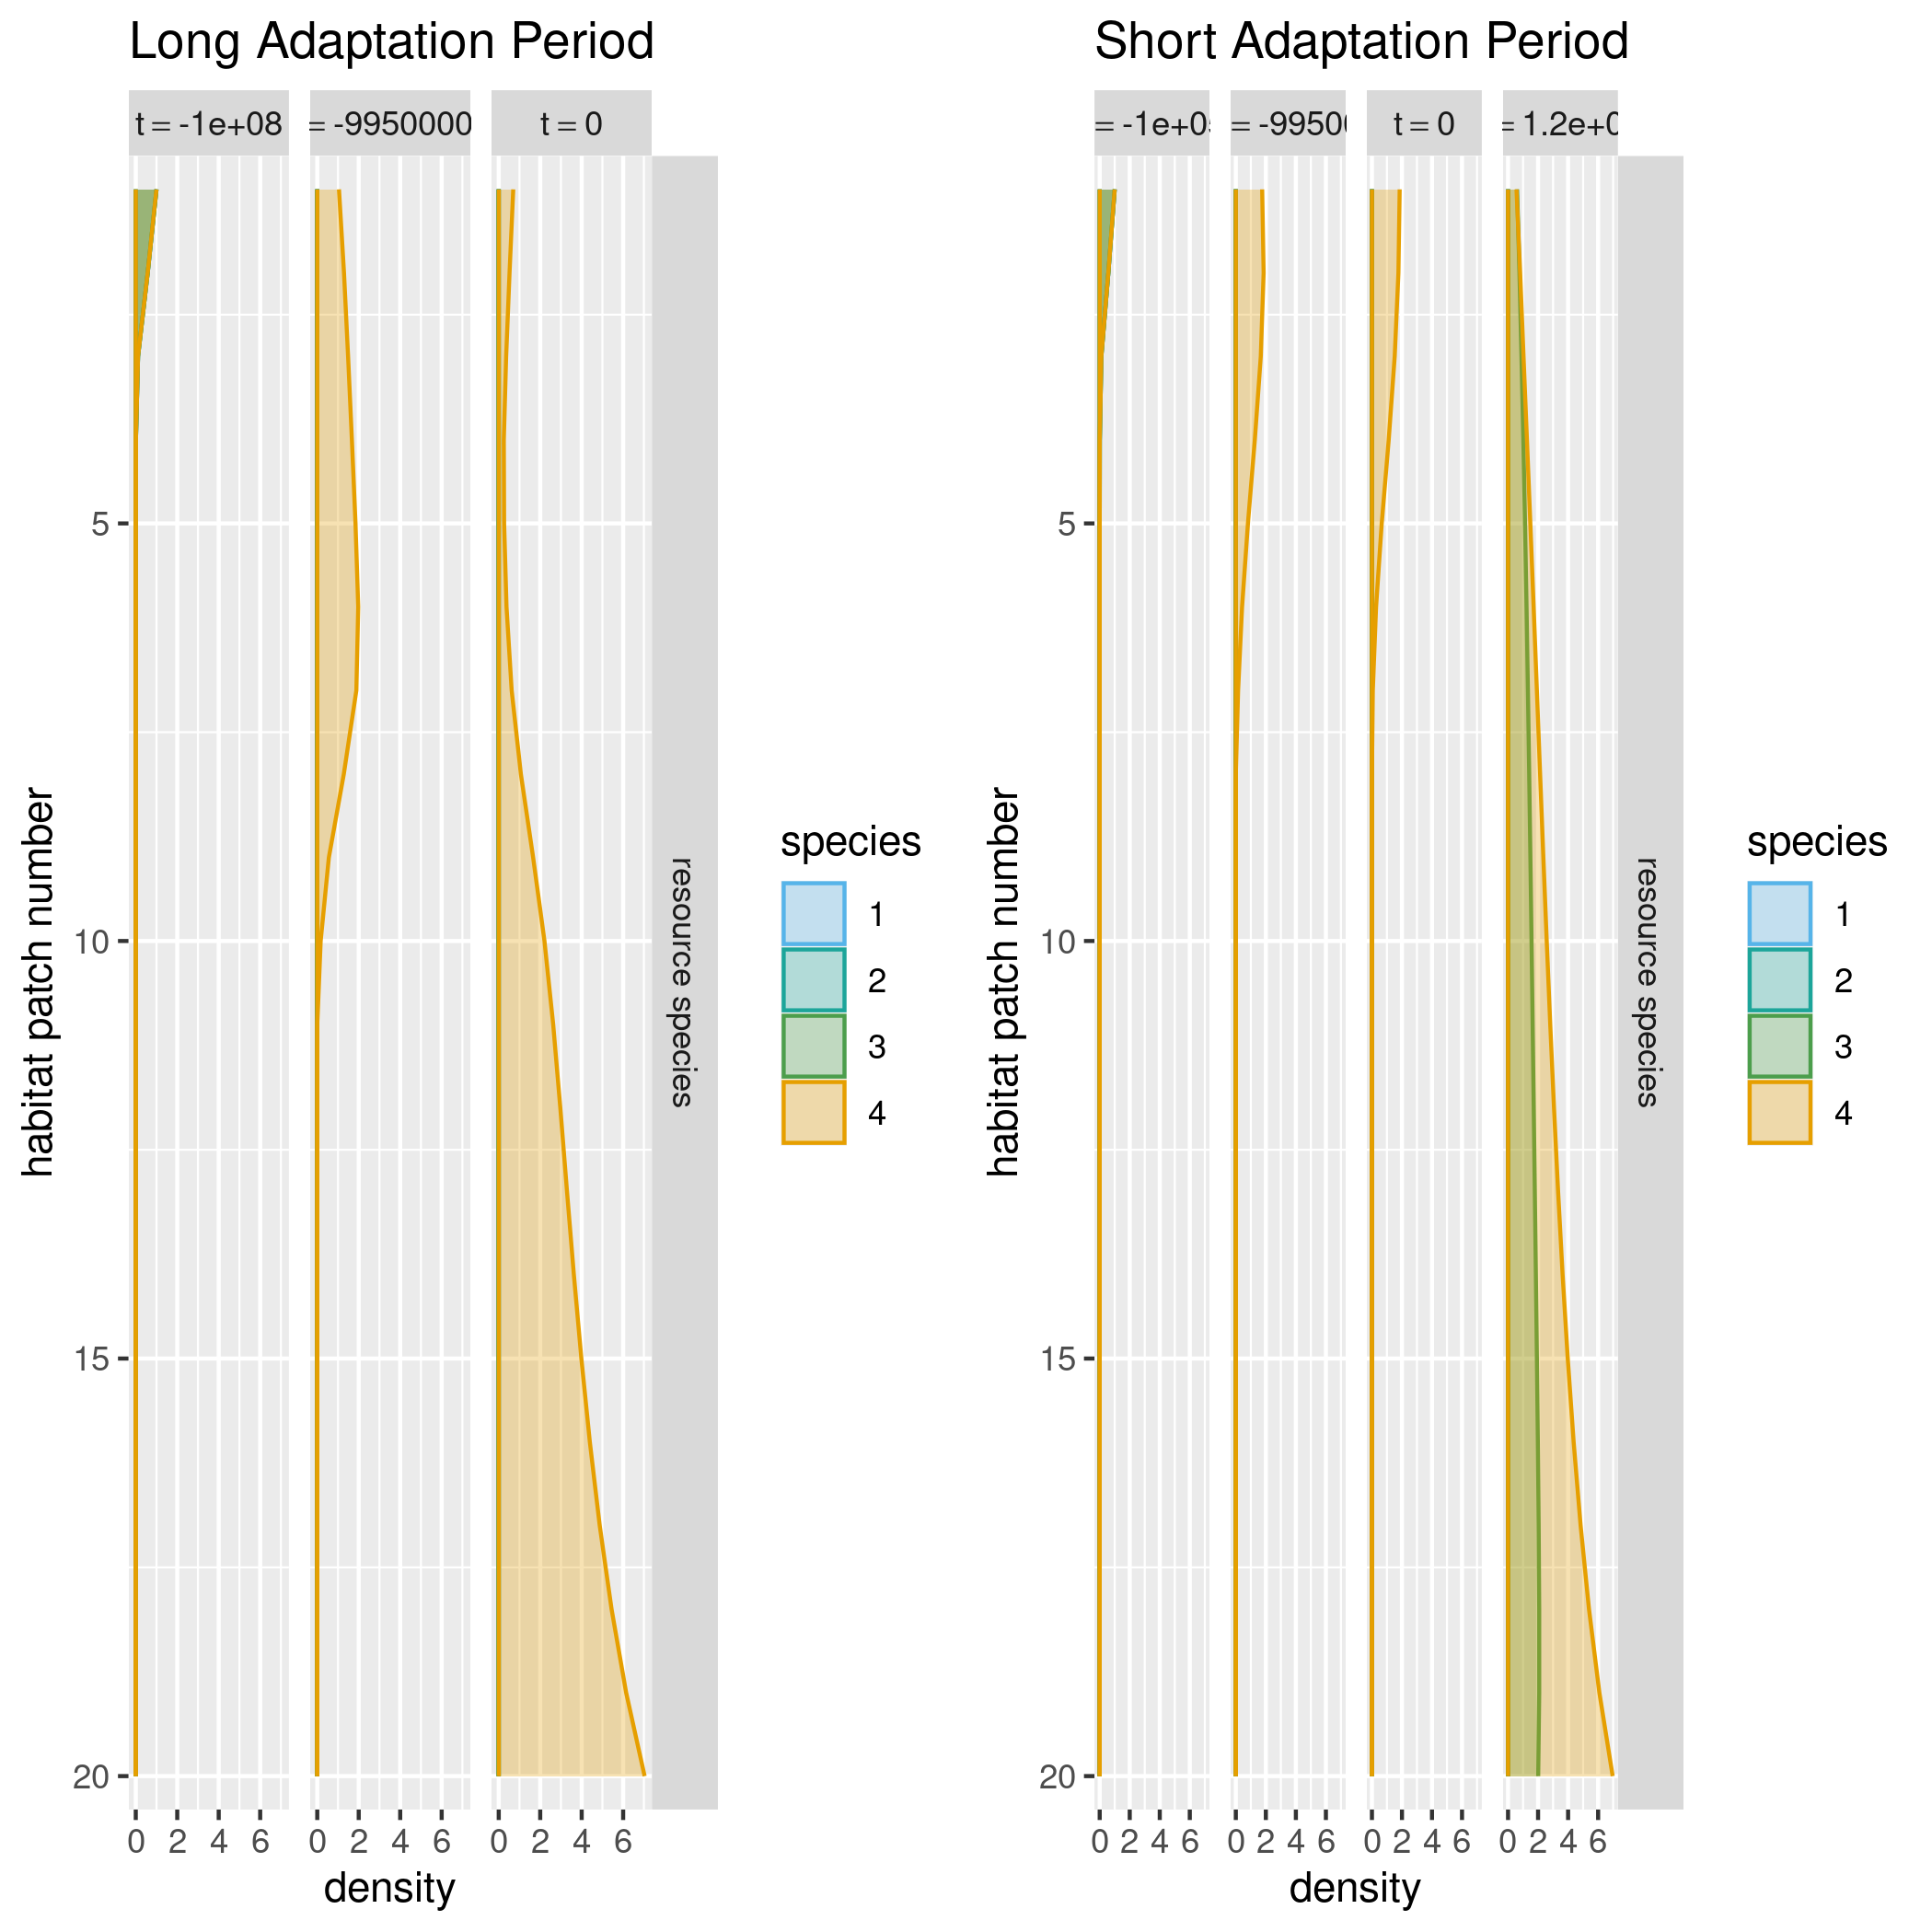 Long Adaptation Period
t = -1e+08
= -9950000
t = 0
5
10
15
20
habitat patch number
0 2 4 6
0 2 4 6
0 2 4 6
density
resource species
species
1
2
3
4
Short Adaptation Period
= -1e+0
= -9950
t = 0
= 1.2e+0
5
10
15
20
habitat patch number
0 2 4 6
0 2 4 6
0 2 4 6
0 2 4 6
density
resource species
species
1
2
3
4